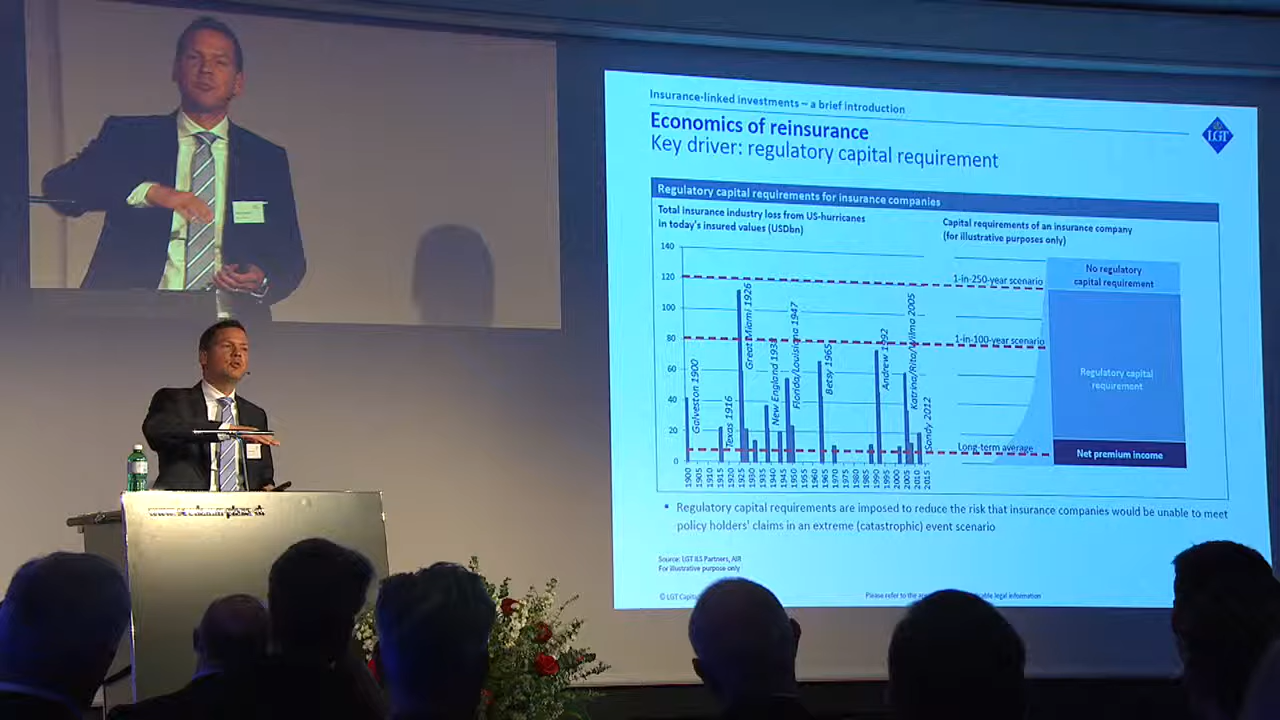 Insurance-linked investments – a brief introduction
LGT
Economics of reinsurance
Key driver: regulatory capital requirement
Regulatory capital requirements for insurance companies
Total insurance industry loss from US-hurricanes
in today's insured values (USDbn)
Capital requirements of an insurance company
(for illustrative purposes only)
140
120
100
80
60
40
20
0
Galveston 1900
Texas 1916
Great Miami 1926
New England 1938
Florida/Louisiana 1947
Betsy 1965
Andrew 1992
Katrina/Rita/Wilma 2005
Sandy 2012
1900 1905 1910 1915 1920 1925 1930 1935 1940 1945 1950 1955 1960 1965 1970 1975 1980 1985 1990 1995 2000 2005 2010 2015
1-in-250-year scenario
1-in-100-year scenario
Long-term average
No regulatory
capital requirement
Regulatory capital
requirement
Net premium income
▪ Regulatory capital requirements are imposed to reduce the risk that insurance companies would be unable to meet
policy holders' claims in an extreme (catastrophic) event scenario
Source: LGT ILS Partners, AIR
For illustrative purpose only
© LGT Capital
Please refer to the
legal information